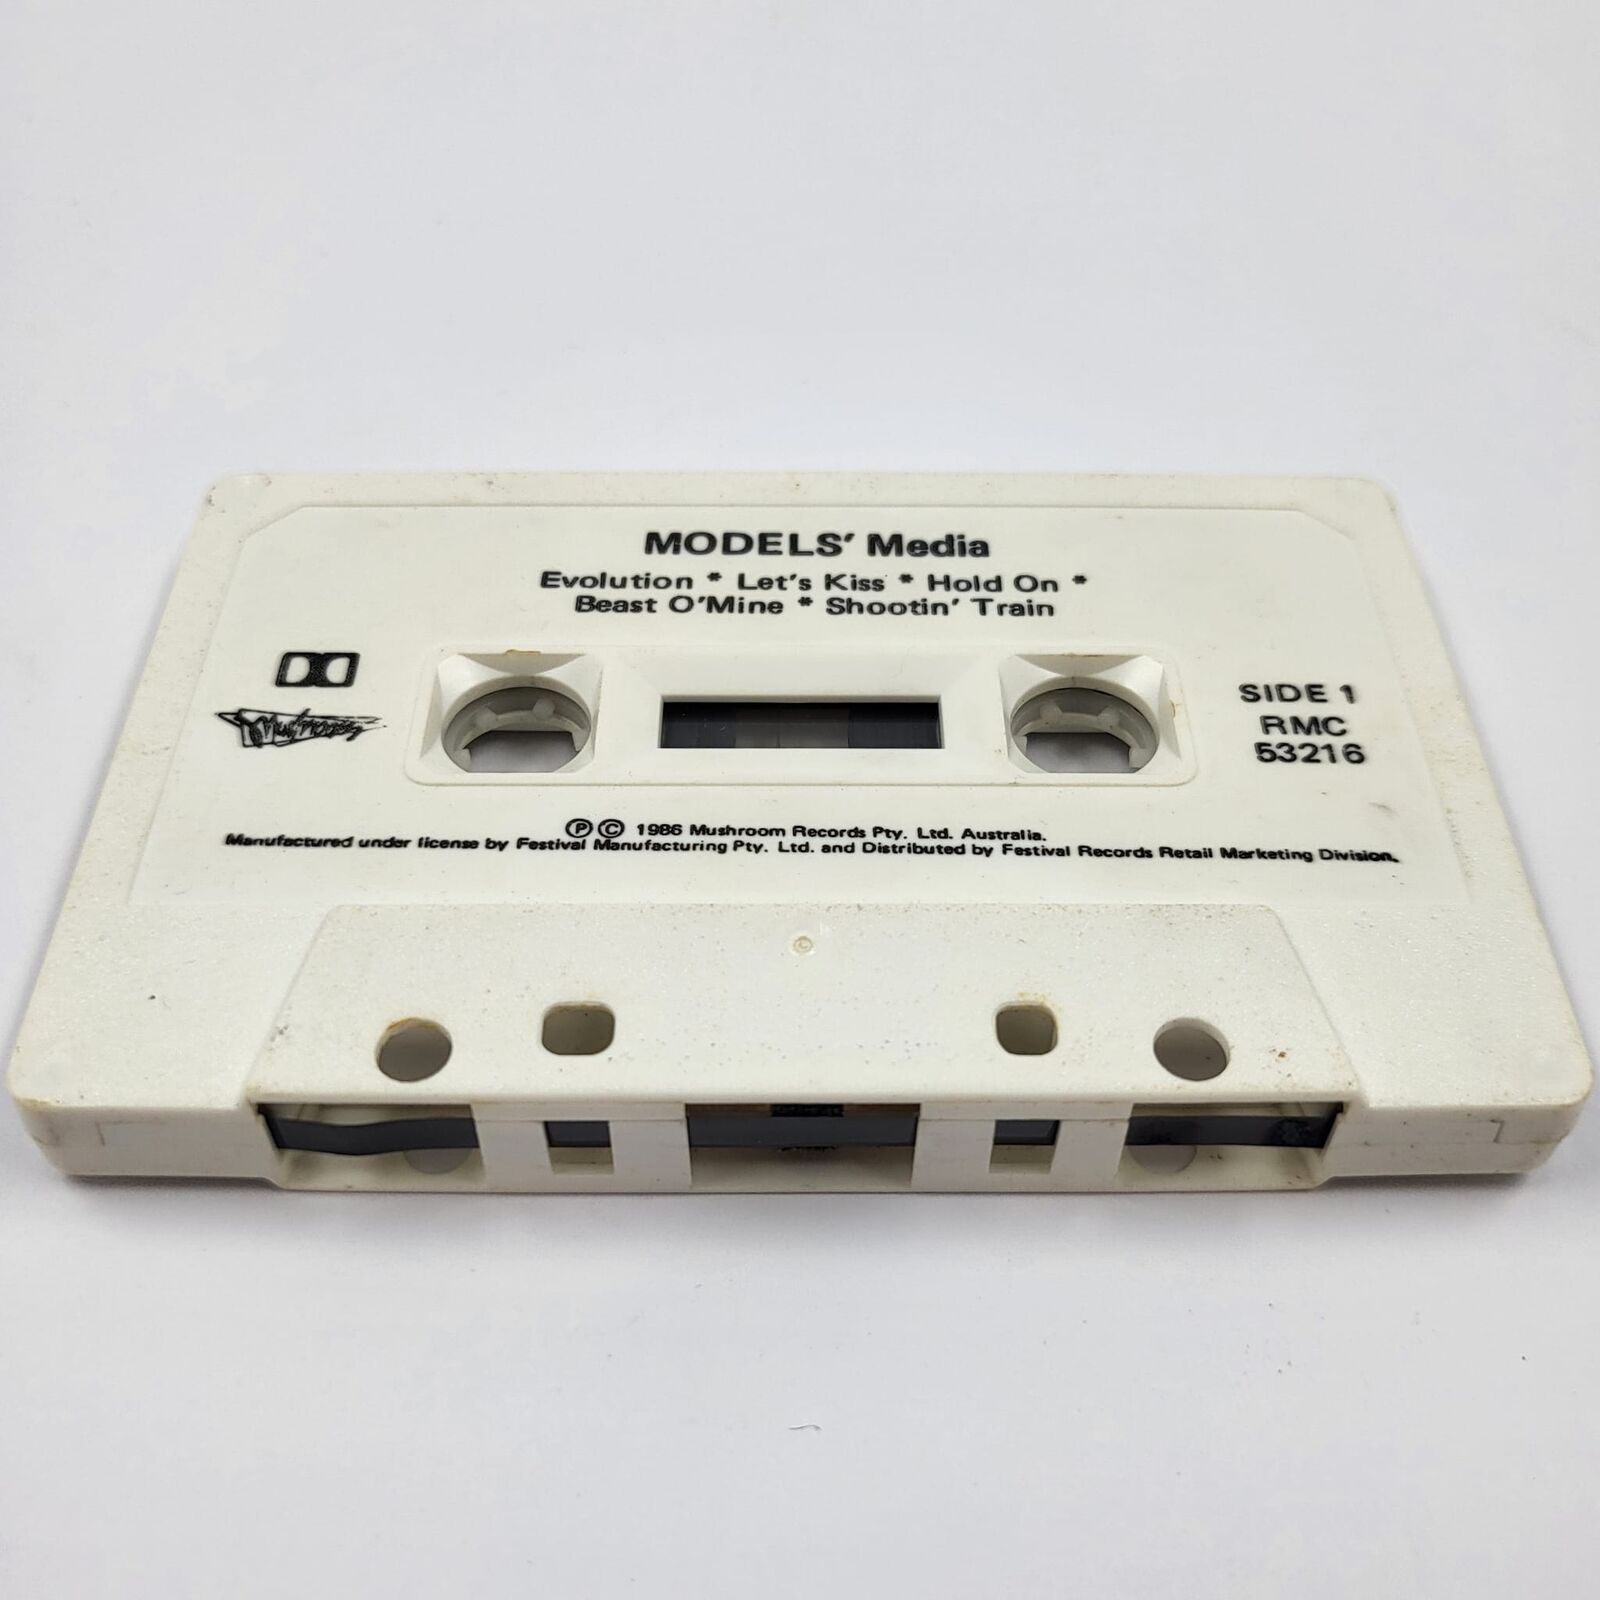 MODELS' Media
Evolution * Let's Kiss * Hold On *
Beast O'Mine * Shootin' Train
Mushroom
SIDE 1
RMC
53216
Ⓟ © 1986 Mushroom Records Pty. Ltd. Australia.
Manufactured under license by Festival Manufacturing Pty. Ltd. and Distributed by Festival Records Retail Marketing Division.
©